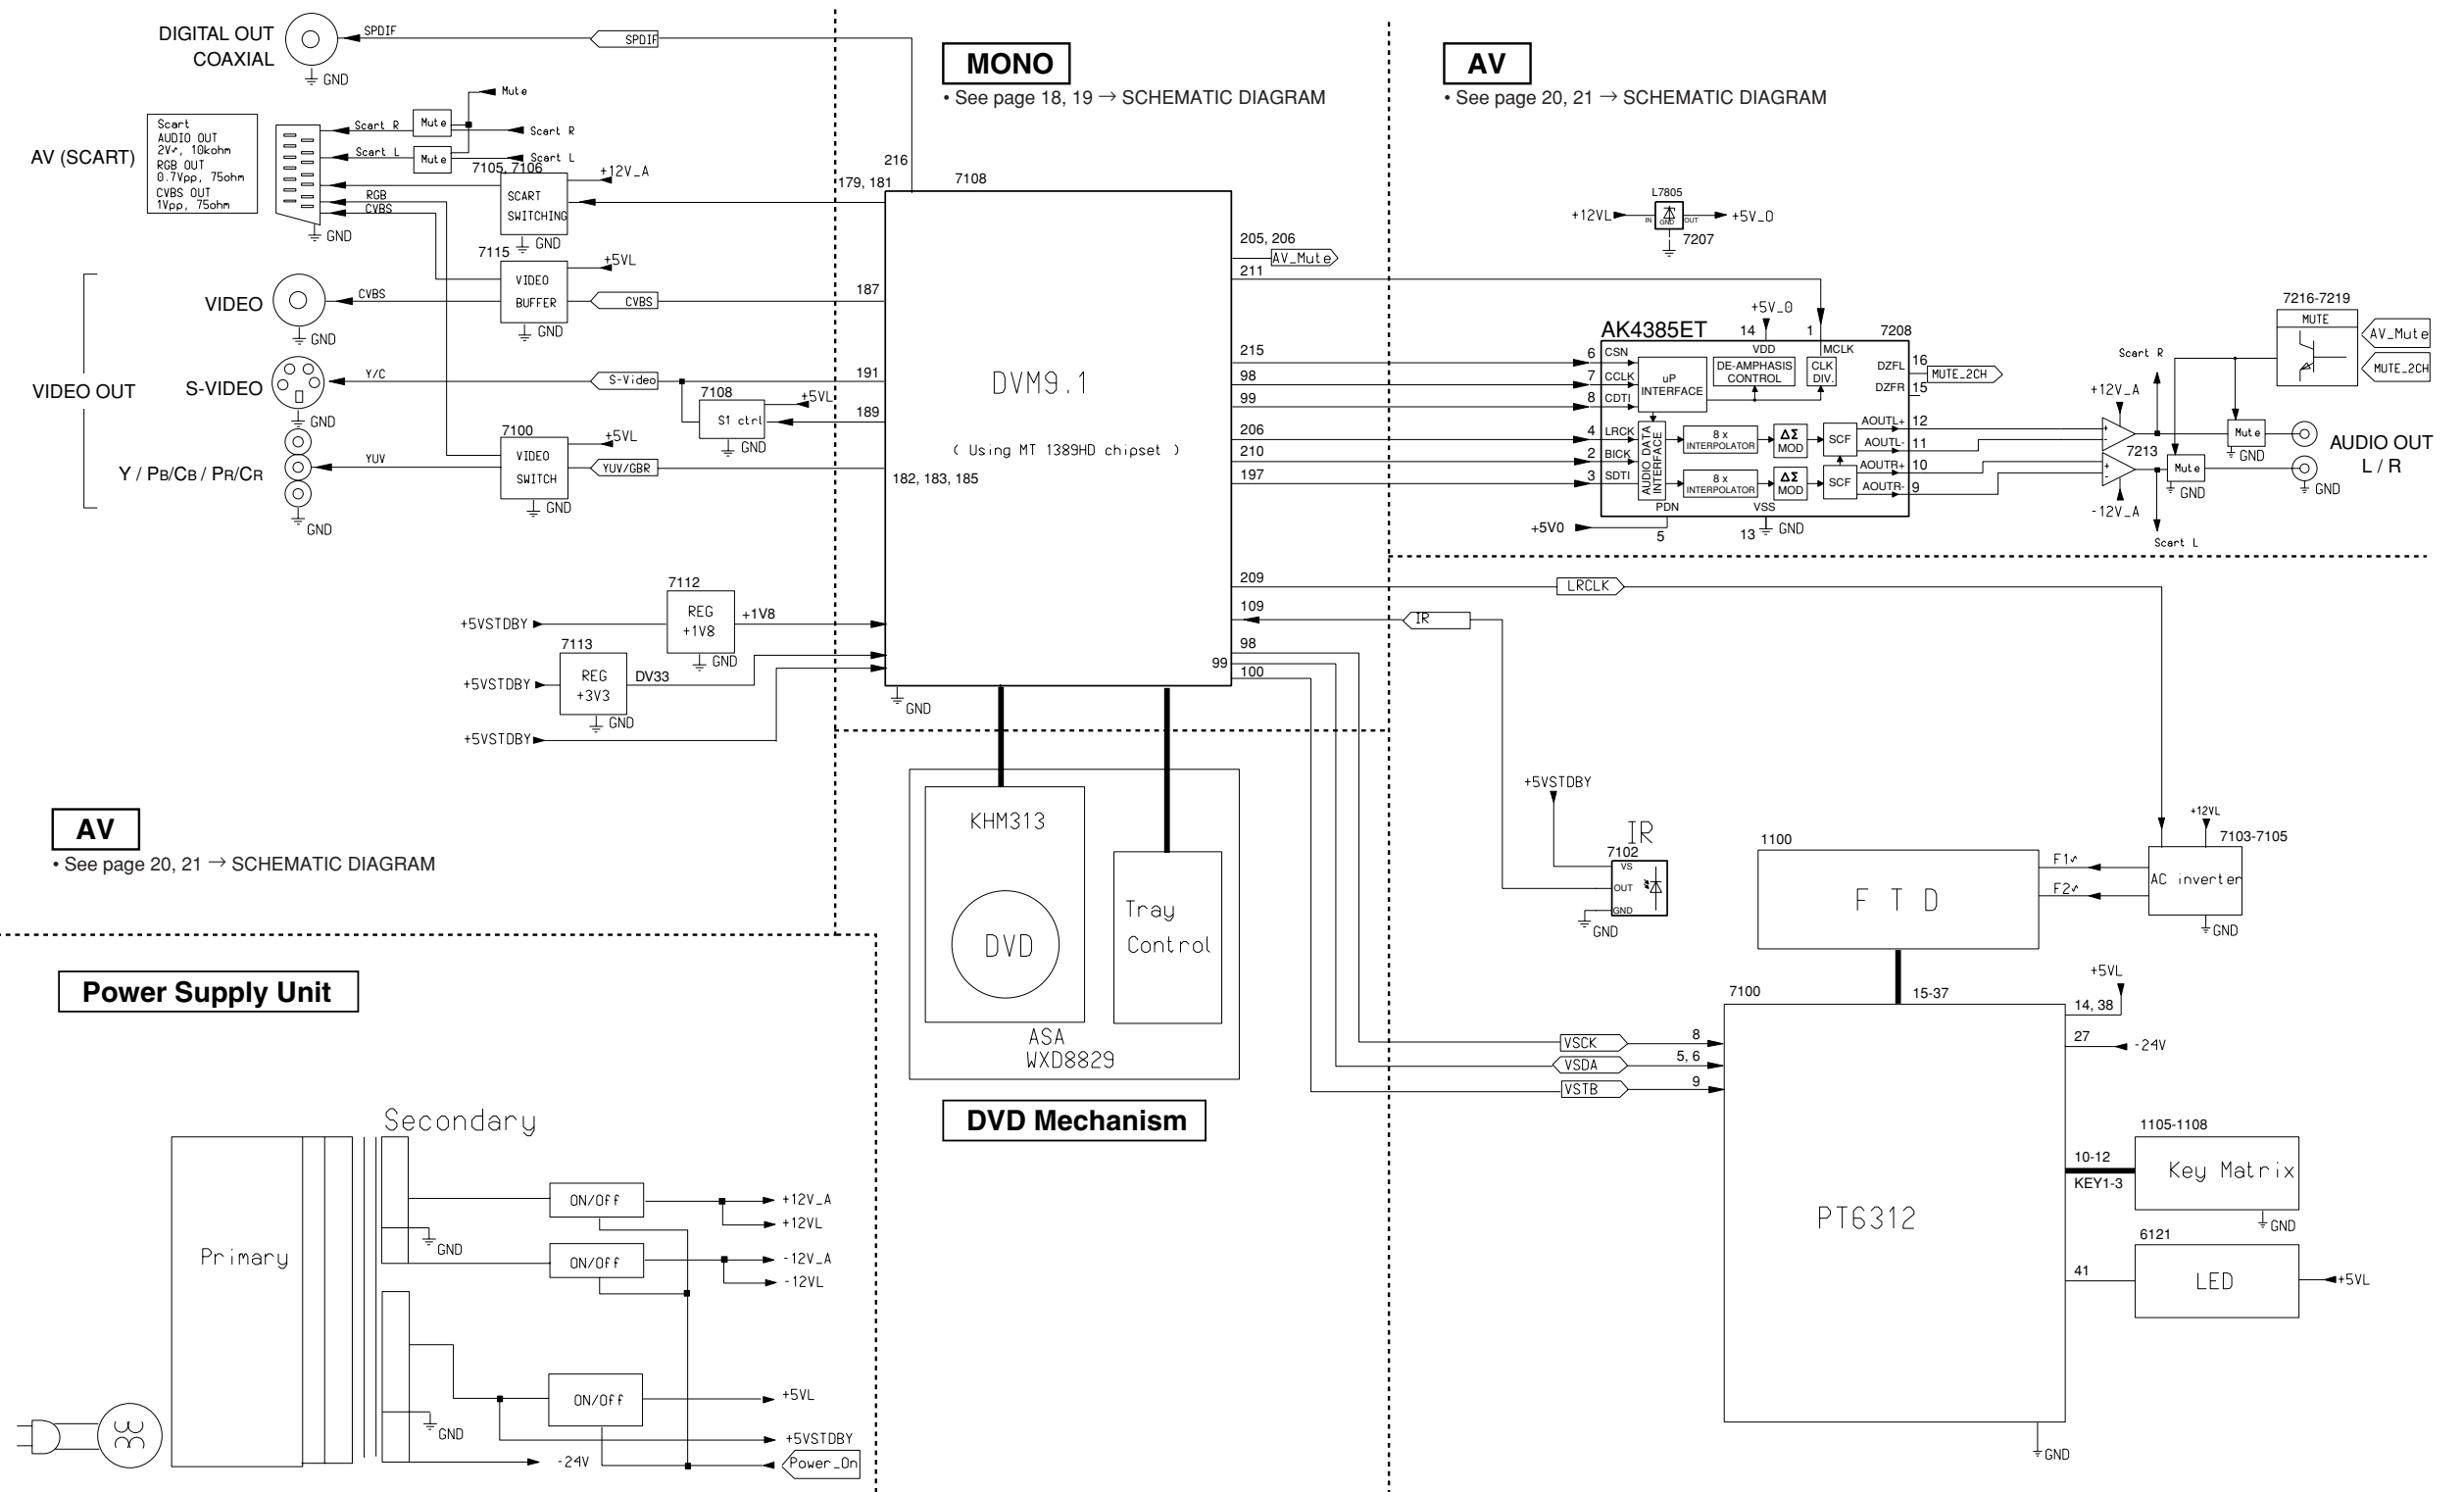 DIGITAL OUT
COAXIAL
SPDIF
SPDIF
GND
Mute
AV (SCART)
Scart
AUDIO OUT
2V~, 10kohm
RGB OUT
0.7Vpp, 75ohm
CVBS OUT
1Vpp, 75ohm
Scart R
Mute
Scart R
Scart L
Mute
Scart L
7105, 7106
+12V_A
SCART
SWITCHING
RGB
CVBS
GND
GND
179, 181
216
7115
+5VL
VIDEO
BUFFER
VIDEO
CVBS
CVBS
187
GND
GND
VIDEO OUT
S-VIDEO
Y/C
S-Video
191
7108
+5VL
S1 ctrl
189
GND
GND
7100
+5VL
VIDEO
SWITCH
Y / PB/CB / PR/CR
YUV
YUV/GBR
182, 183, 185
GND
GND
7112
REG
+1V8
+5VSTDBY
+1V8
GND
7113
REG
+3V3
+5VSTDBY
DV33
GND
+5VSTDBY
AV
• See page 20, 21 → SCHEMATIC DIAGRAM
MONO
• See page 18, 19 → SCHEMATIC DIAGRAM
7108
DVM9.1
( Using MT 1389HD chipset )
GND
205, 206
AV_Mute
211
215
98
99
206
210
197
209
109
98
99
100
KHM313
DVD
Tray
Control
ASA
WXD8829
DVD Mechanism
AV
• See page 20, 21 → SCHEMATIC DIAGRAM
L7805
+12VL
IN
GND
OUT
+5V_0
7207
+5V_0
AK4385ET
14
1
7208
VDD
MCLK
6
CSN
7
CCLK
8
CDTI
4
LRCK
2
BICK
3
SDTI
uP
INTERFACE
DE-AMPHASIS
CONTROL
CLK
DIV.
AUDIO DATA
INTERFACE
8 x
INTERPOLATOR
ΔΣ
MOD
SCF
8 x
INTERPOLATOR
ΔΣ
MOD
SCF
DZFL
16
MUTE_2CH
DZFR
15
AOUTL+
12
AOUTL-
11
AOUTR+
10
AOUTR-
9
PDN
VSS
+5V0
5
13
GND
7216-7219
MUTE
AV_Mute
MUTE_2CH
Scart R
+12V_A
+
-
7213
+
-
-12V_A
Scart L
Mute
GND
Mute
GND
AUDIO OUT
L / R
GND
LRCLK
IR
+5VSTDBY
IR
7102
VS
OUT
GND
GND
1100
F T D
F1~
F2~
+12VL
7103-7105
AC inverter
GND
7100
15-37
PT6312
VSCK
8
VSDA
5, 6
VSTB
9
+5VL
14, 38
27
-24V
1105-1108
10-12
KEY1-3
Key Matrix
GND
6121
41
LED
+5VL
GND
Power Supply Unit
Secondary
Primary
ON/Off
+12V_A
+12VL
GND
ON/Off
-12V_A
-12VL
ON/Off
+5VL
GND
+5VSTDBY
-24V
Power_On